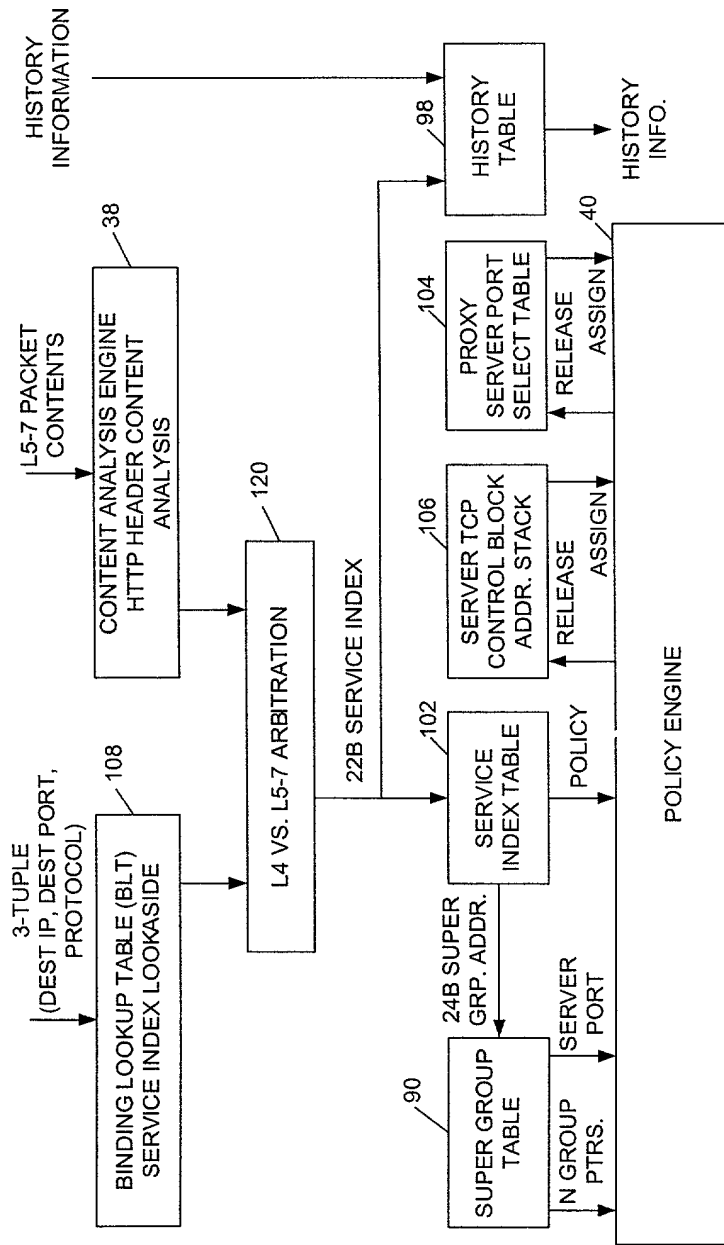 3-TUPLE
(DEST IP, DEST PORT,
PROTOCOL)
108
BINDING LOOKUP TABLE (BLT)
SERVICE INDEX LOOKASIDE
L5-7 PACKET
CONTENTS
38
CONTENT ANALYSIS ENGINE
HTTP HEADER CONTENT
ANALYSIS
HISTORY
INFORMATION
120
L4 VS. L5-7 ARBITRATION
22B SERVICE INDEX
90
SUPER GROUP
TABLE
24B SUPER
GRP. ADDR.
102
SERVICE
INDEX TABLE
106
SERVER TCP
CONTROL BLOCK
ADDR. STACK
104
PROXY
SERVER PORT
SELECT TABLE
98
HISTORY
TABLE
N GROUP
PTRS.
SERVER
PORT
POLICY
RELEASE
ASSIGN
RELEASE
ASSIGN
40
HISTORY
INFO.
POLICY ENGINE